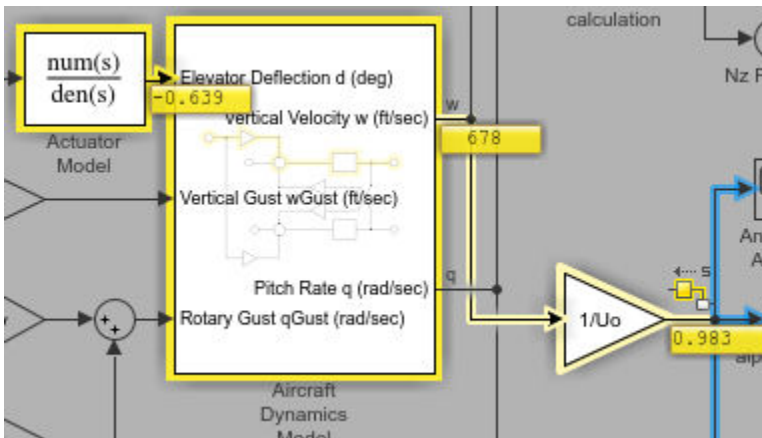 calculation
num(s)
den(s)
Elevator Deflection d (deg)
-0.639
w
Vertical Velocity w (ft/sec)
678
Actuator
Model
Vertical Gust wGust (ft/sec)
q
Pitch Rate q (rad/sec)
Rotary Gust qGust (rad/sec)
1/Uo
0.983
Aircraft
Dynamics
Model